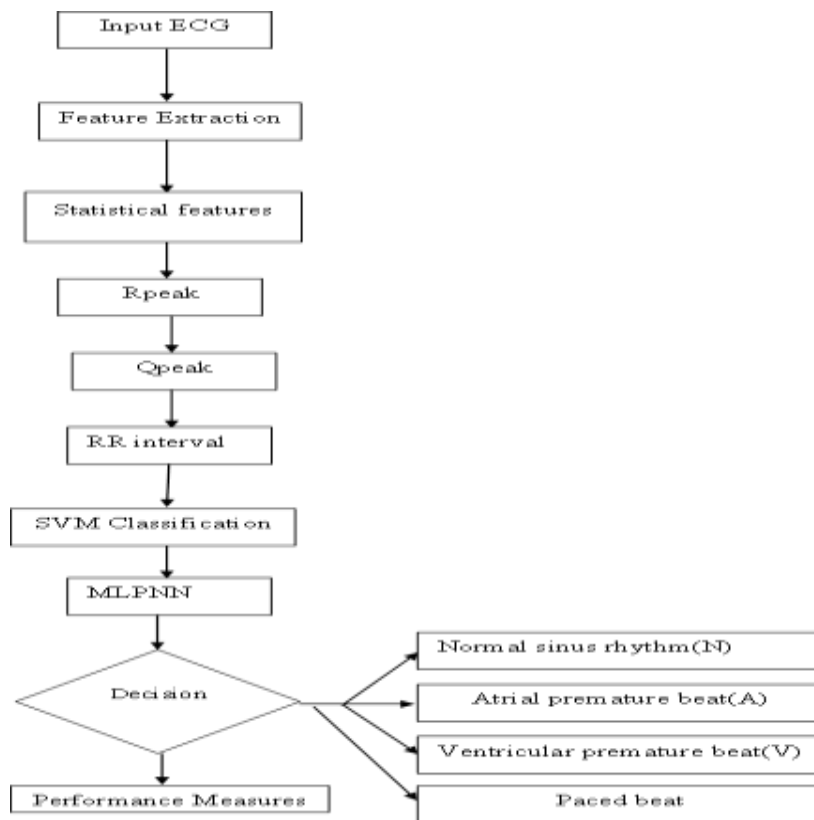 Input ECG
Feature Extraction
Statistical features
Rpeak
Qpeak
RR interval
SVM Classification
MLPNN
Decision
Normal sinus rhythm(N)
Atrial premature beat(A)
Ventricular premature beat(V)
Paced beat
Performance Measures